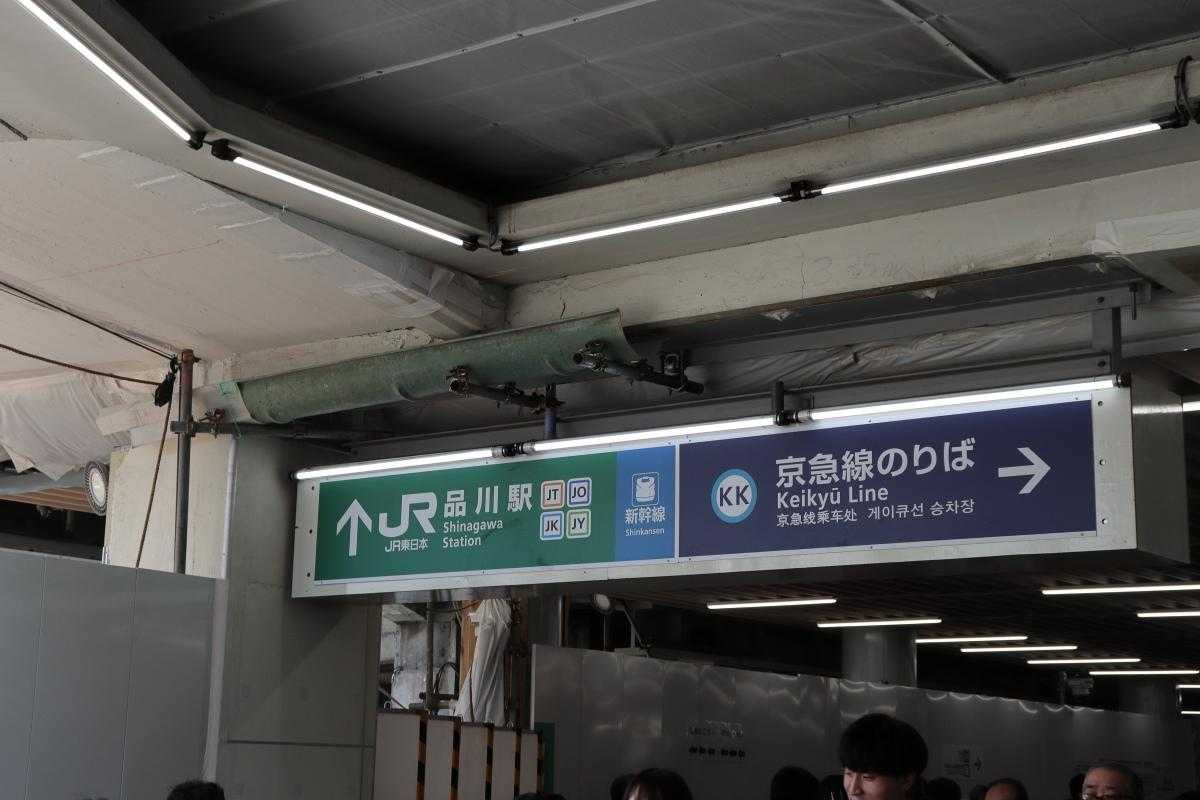 JR
JR東日本
品川駅
Shinagawa
Station
JT JO
JK JY
新幹線
Shinkansen
KK
京急線のりば
Keikyū Line
京急线乘车处 게이큐선 승차장